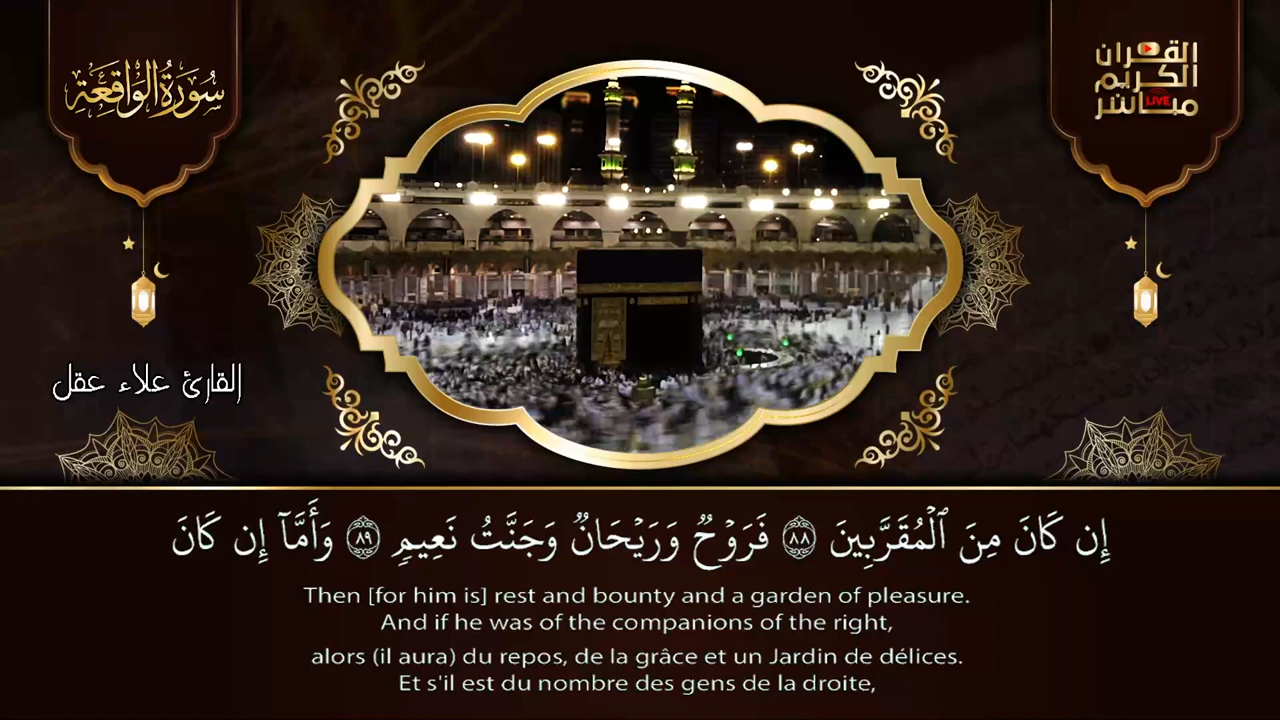 سُورَةُ الْوَاقِعَةِ
القرآن
الكريم
مباشر
LIVE
القارئ علاء عقل
إِن كَانَ مِنَ ٱلْمُقَرَّبِينَ ٨٨ فَرَوْحٌ وَرَيْحَانٌ وَجَنَّتُ نَعِيمٍ ٨٩ وَأَمَّآ إِن كَانَ
Then [for him is] rest and bounty and a garden of pleasure.
And if he was of the companions of the right,
alors (il aura) du repos, de la grâce et un Jardin de délices.
Et s'il est du nombre des gens de la droite,